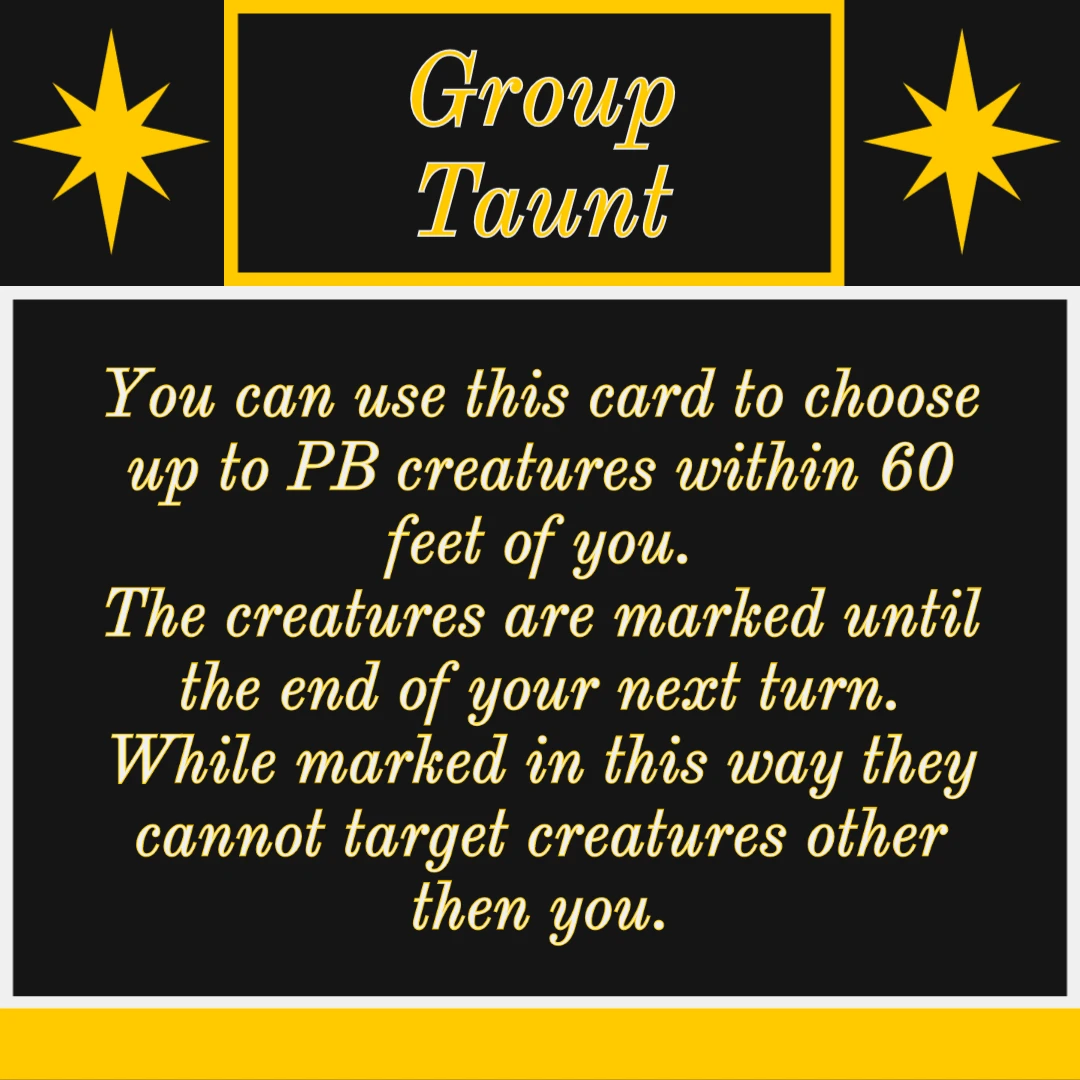 Group
Taunt
You can use this card to choose
up to PB creatures within 60
feet of you.
The creatures are marked until
the end of your next turn.
While marked in this way they
cannot target creatures other
then you.